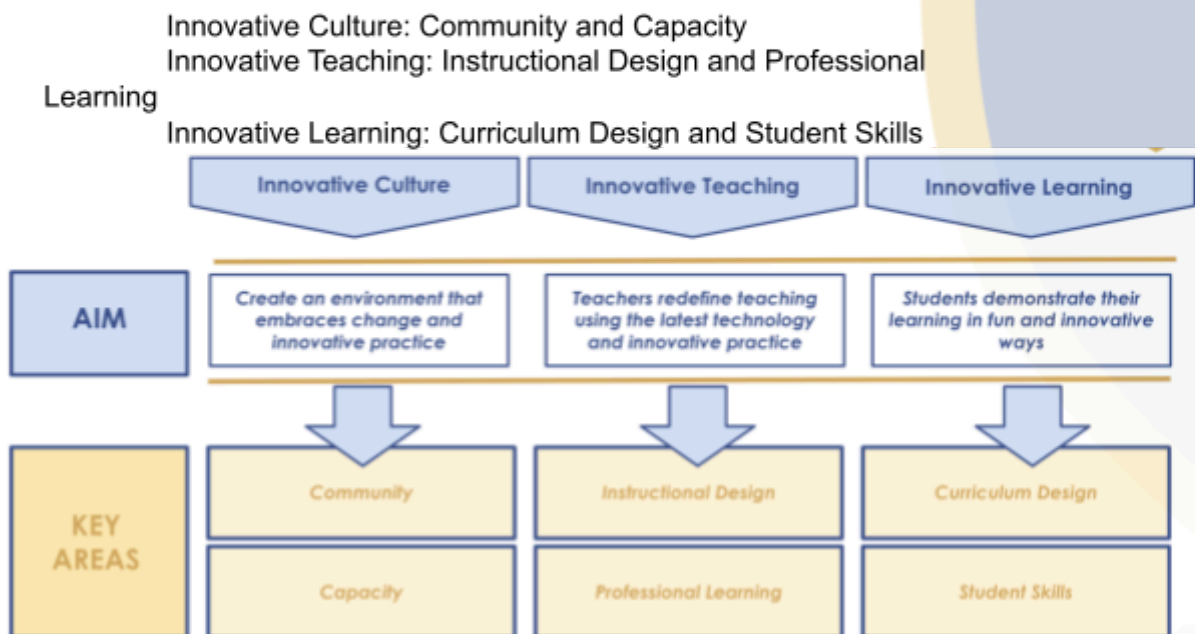 Innovative Culture: Community and Capacity
Innovative Teaching: Instructional Design and Professional
Learning
Innovative Learning: Curriculum Design and Student Skills
Innovative Culture
Innovative Teaching
Innovative Learning
AIM
Create an environment that
embraces change and
innovative practice
Teachers redefine teaching
using the latest technology
and innovative practice
Students demonstrate their
learning in fun and innovative
ways
KEY
AREAS
Community
Instructional Design
Curriculum Design
Capacity
Professional Learning
Student Skills